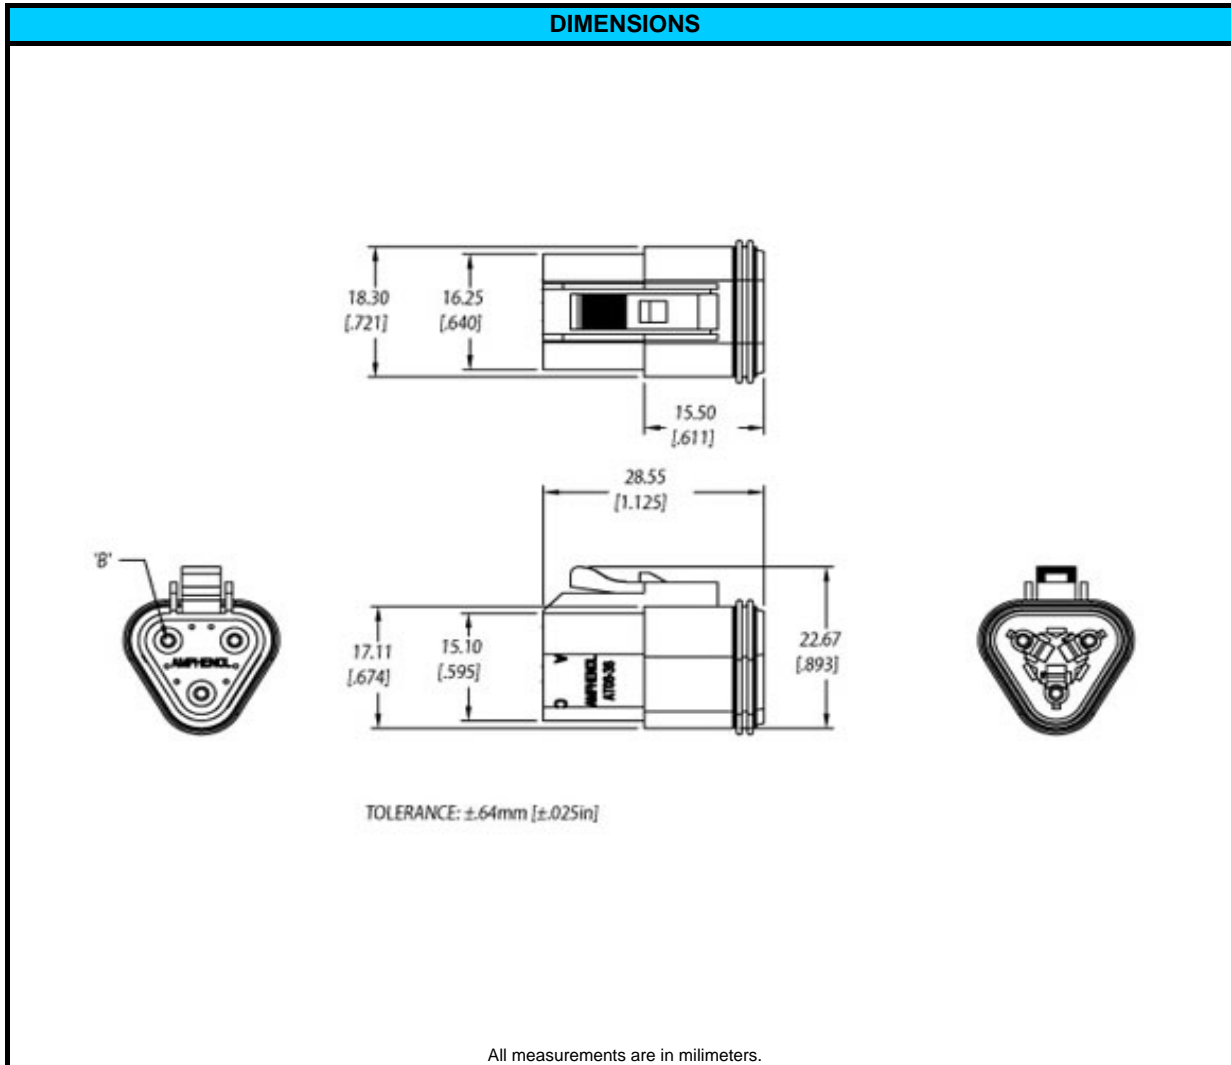 DIMENSIONS
18.30
[.721]
16.25
[.640]
15.50
[.611]
28.55
[1.125]
'B'
AMPHENOL
17.11
[.674]
15.10
[.595]
A
C
AMPHENOL
22.67
[.893]
TOLERANCE: ±.64mm [±.025in]
All measurements are in milimeters.